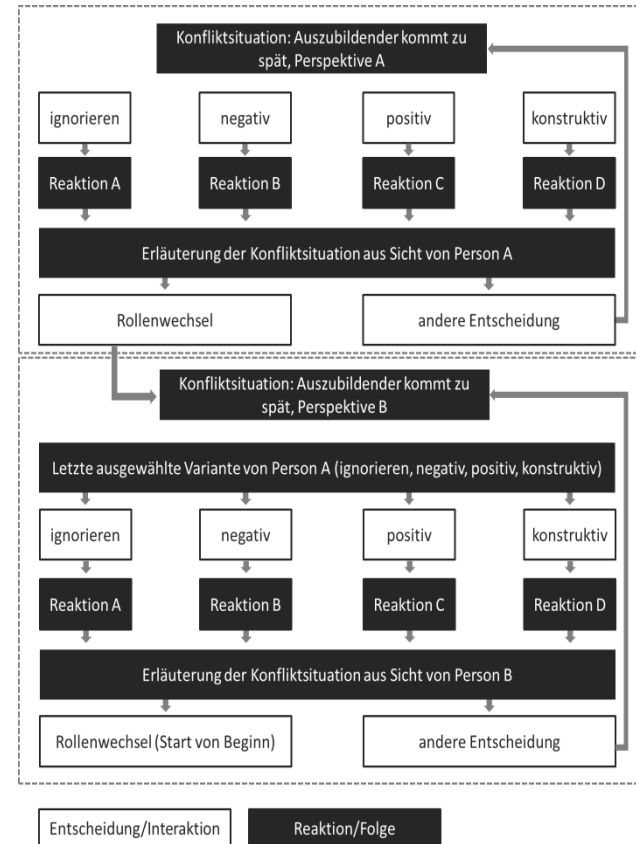 Konfliktsituation: Auszubildender kommt zu
spät, Perspektive A
ignorieren
negativ
positiv
konstruktiv
Reaktion A
Reaktion B
Reaktion C
Reaktion D
Erläuterung der Konfliktsituation aus Sicht von Person A
Rollenwechsel
andere Entscheidung
Konfliktsituation: Auszubildender kommt zu
spät, Perspektive B
Letzte ausgewählte Variante von Person A (ignorieren, negativ, positiv, konstruktiv)
ignorieren
negativ
positiv
konstruktiv
Reaktion A
Reaktion B
Reaktion C
Reaktion D
Erläuterung der Konfliktsituation aus Sicht von Person B
Rollenwechsel (Start von Beginn)
andere Entscheidung
Entscheidung/Interaktion
Reaktion/Folge